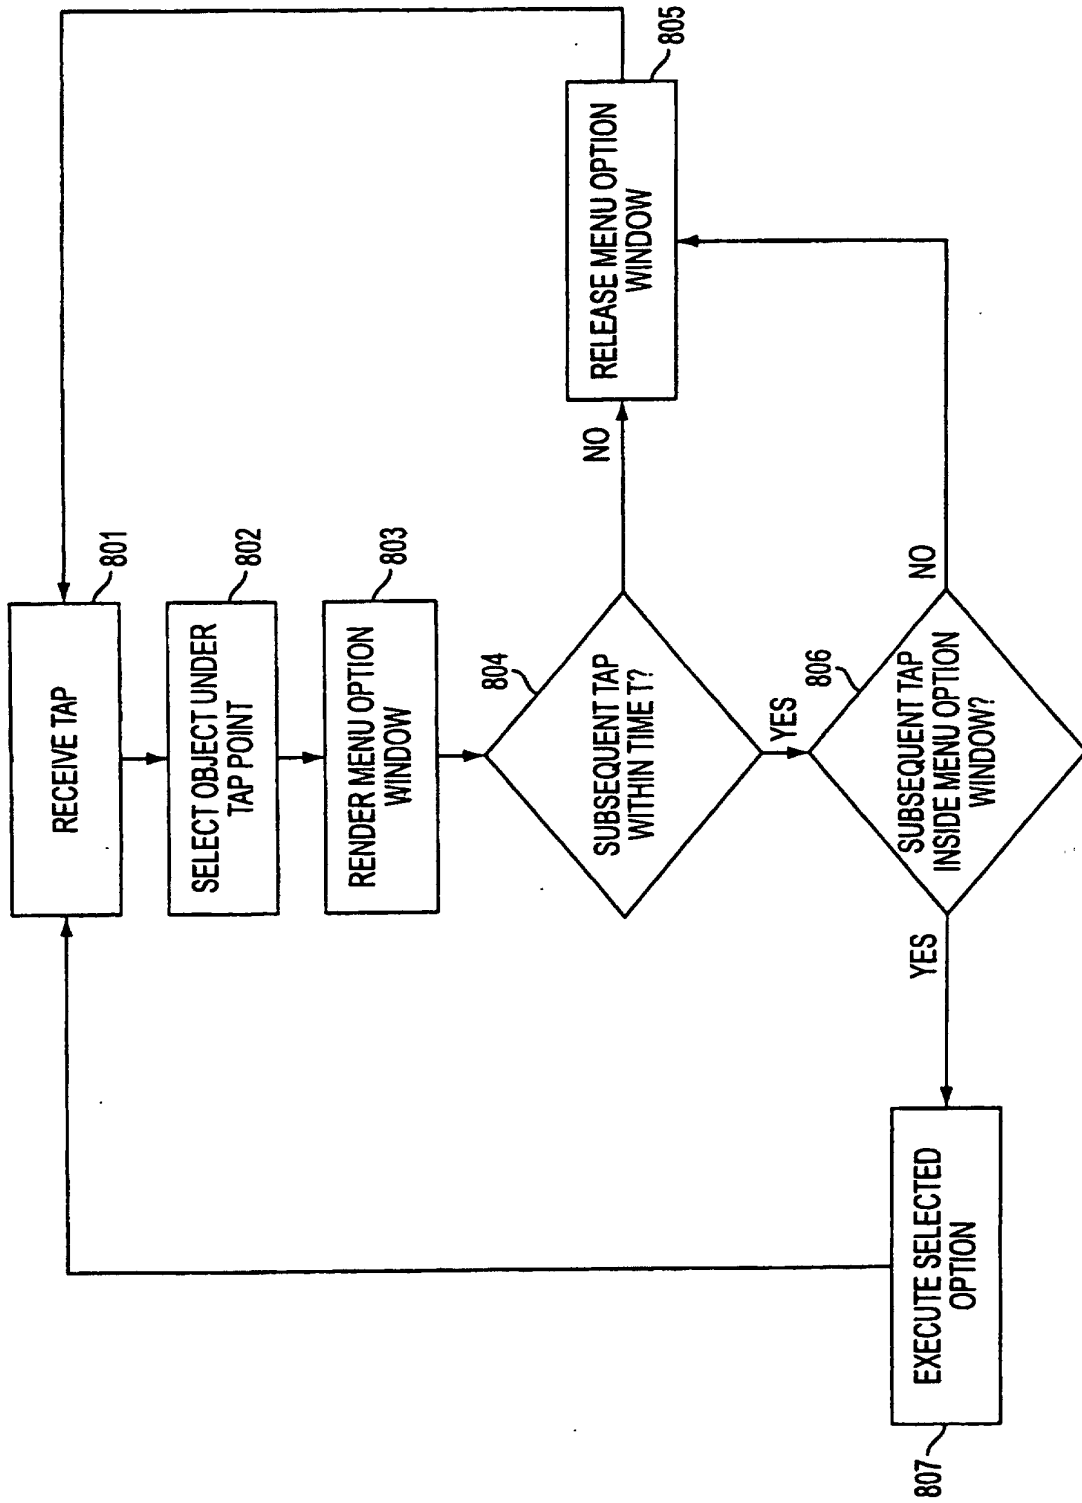 RECEIVE TAP
801
SELECT OBJECT UNDER
TAP POINT
802
RENDER MENU OPTION
WINDOW
803
SUBSEQUENT TAP
WITHIN TIME T?
804
NO
YES
RELEASE MENU OPTION
WINDOW
805
SUBSEQUENT TAP
INSIDE MENU OPTION
WINDOW?
806
NO
YES
EXECUTE SELECTED
OPTION
807